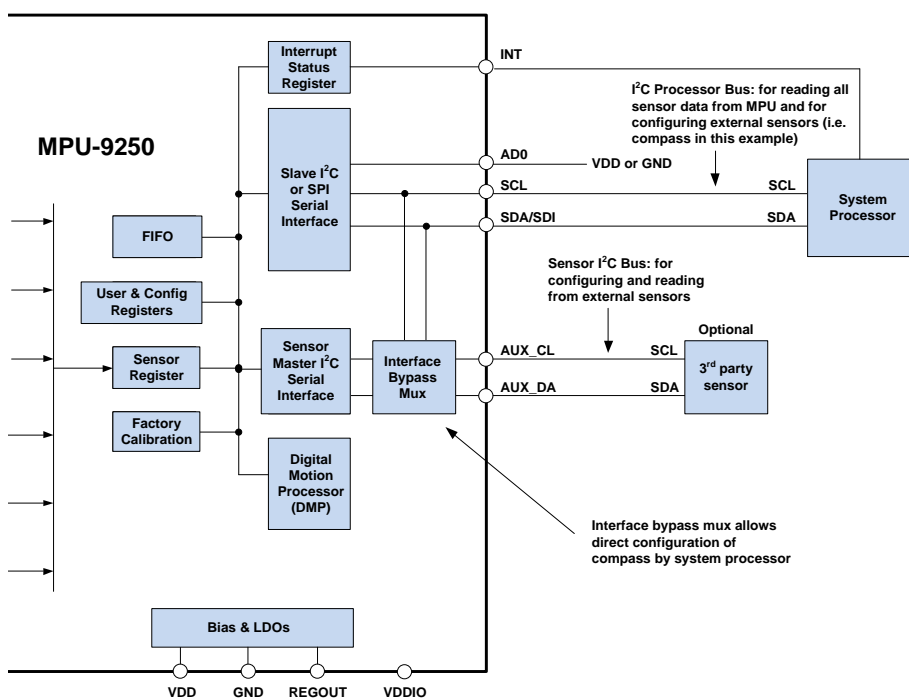 Interrupt
Status
Register
INT
I²C Processor Bus: for reading all
sensor data from MPU and for
configuring external sensors (i.e.
compass in this example)
MPU-9250
Slave I²C
or SPI
Serial
Interface
AD0
VDD or GND
SCL
SCL
SDA/SDI
SDA
System
Processor
FIFO
User & Config
Registers
Sensor I²C Bus: for
configuring and reading
from external sensors
Sensor
Register
Sensor
Master I²C
Serial
Interface
Interface
Bypass
Mux
AUX_CL
SCL
AUX_DA
SDA
Optional
3rd party
sensor
Factory
Calibration
Digital
Motion
Processor
(DMP)
Interface bypass mux allows
direct configuration of
compass by system processor
Bias & LDOs
VDD
GND
REGOUT
VDDIO